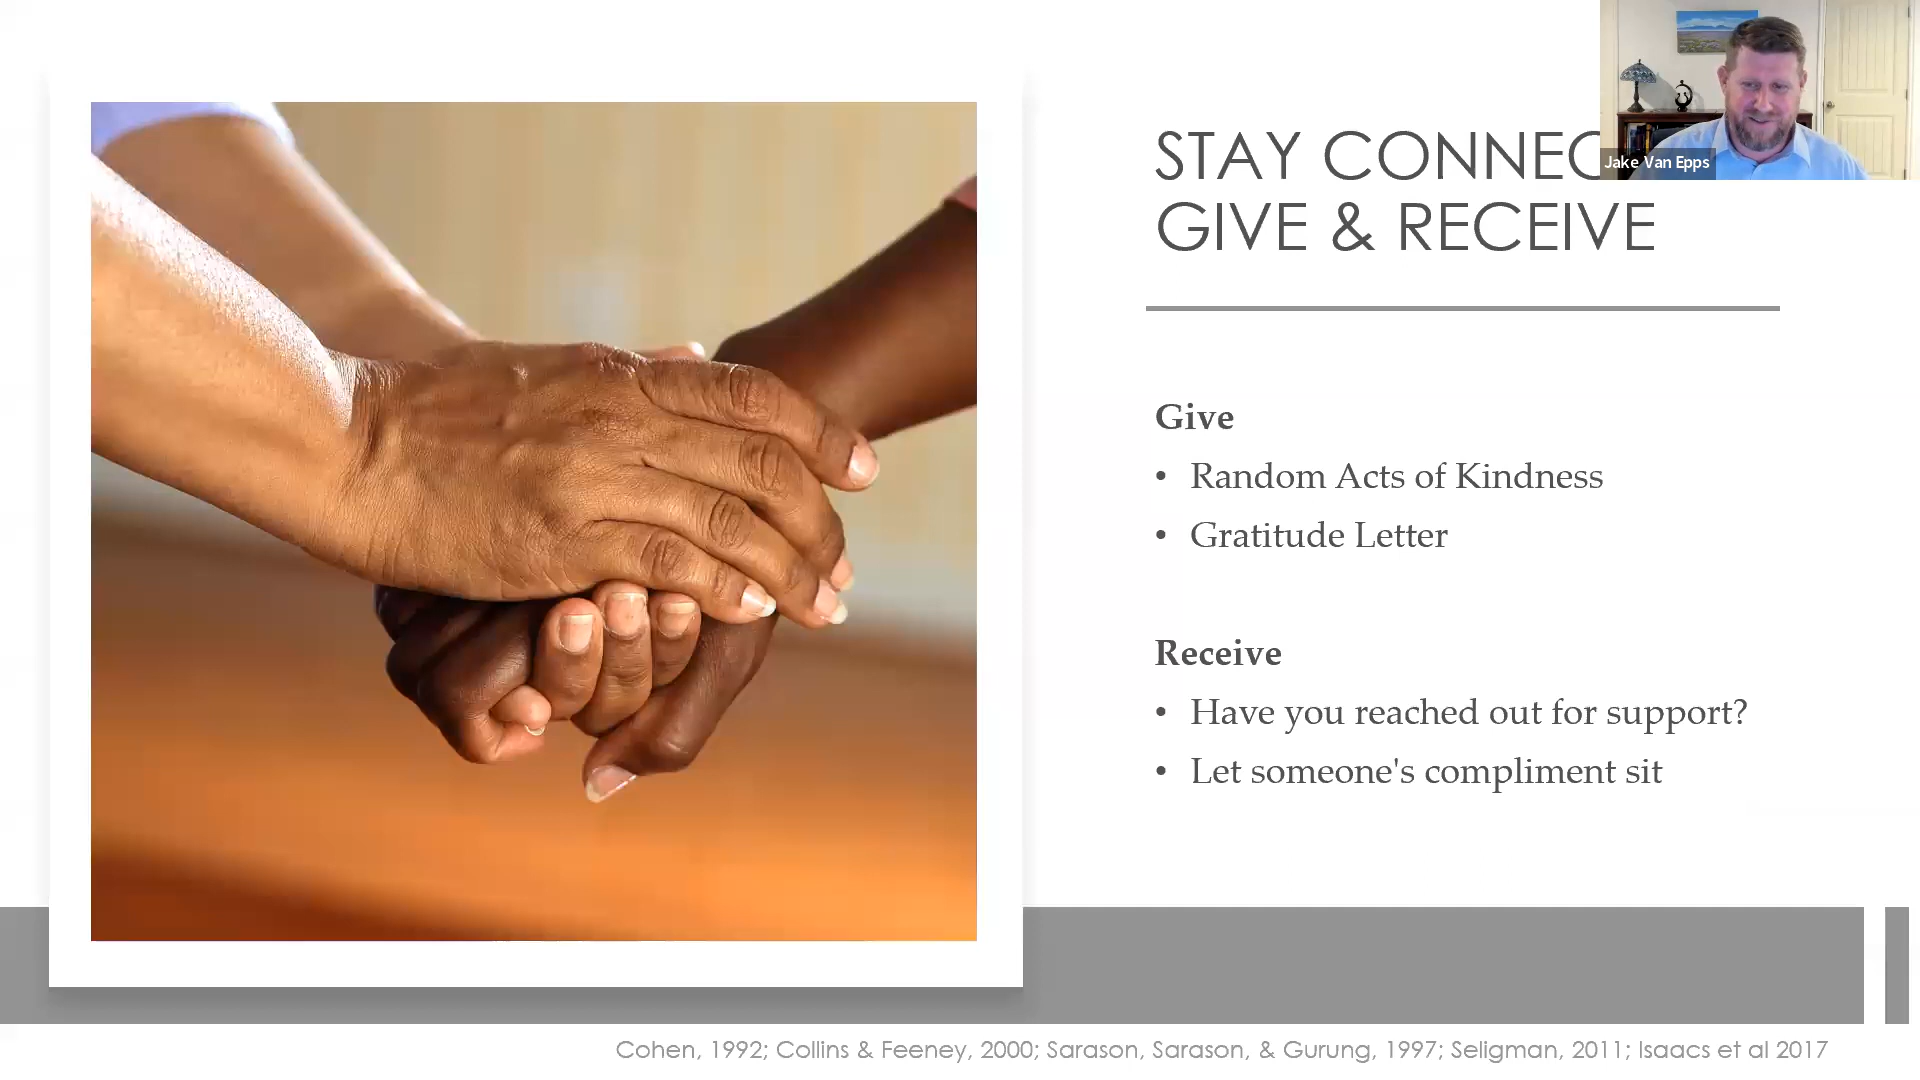 STAY CONNEC
GIVE & RECEIVE
Jake Van Epps
Give
• Random Acts of Kindness
• Gratitude Letter
Receive
• Have you reached out for support?
• Let someone's compliment sit
Cohen, 1992; Collins & Feeney, 2000; Sarason, Sarason, & Gurung, 1997; Seligman, 2011; Isaacs et al 2017